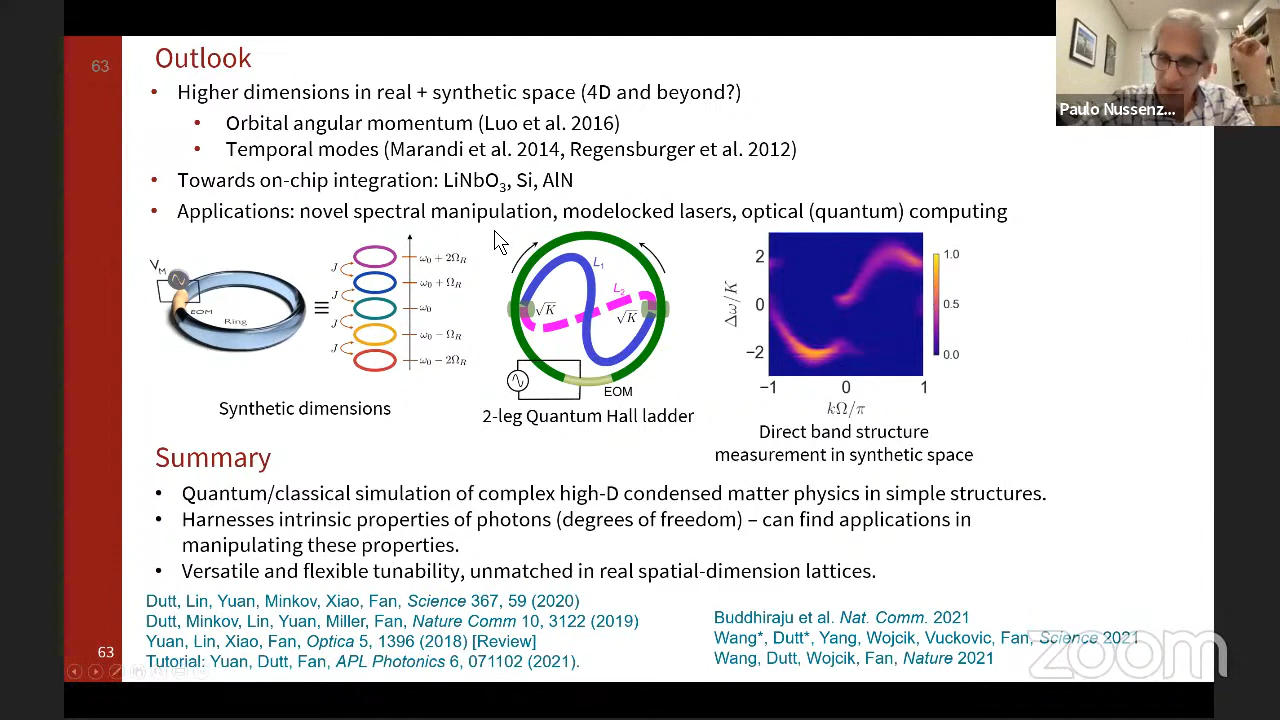 63
Outlook
• Higher dimensions in real + synthetic space (4D and beyond?)
• Orbital angular momentum (Luo et al. 2016)
• Temporal modes (Marandi et al. 2014, Regensburger et al. 2012)
• Towards on-chip integration: LiNbO₃, Si, AlN
• Applications: novel spectral manipulation, modelocked lasers, optical (quantum) computing
Paulo Nussenz...
V_M
EOM
Ring
≡
J
J
J
J
ω₀ + 2Ω_R
ω₀ + Ω_R
ω₀
ω₀ − Ω_R
ω₀ − 2Ω_R
Synthetic dimensions
L₁
L₂
√K
√K
EOM
2-leg Quantum Hall ladder
Δω/K
2
0
−2
−1
0
1
kΩ/π
1.0
0.5
0.0
Direct band structure
measurement in synthetic space
Summary
• Quantum/classical simulation of complex high-D condensed matter physics in simple structures.
• Harnesses intrinsic properties of photons (degrees of freedom) – can find applications in
manipulating these properties.
• Versatile and flexible tunability, unmatched in real spatial-dimension lattices.
Dutt, Lin, Yuan, Minkov, Xiao, Fan, Science 367, 59 (2020)
Dutt, Minkov, Lin, Yuan, Miller, Fan, Nature Comm 10, 3122 (2019)
Yuan, Lin, Xiao, Fan, Optica 5, 1396 (2018) [Review]
Tutorial: Yuan, Dutt, Fan, APL Photonics 6, 071102 (2021).
Buddhiraju et al. Nat. Comm. 2021
Wang*, Dutt*, Yang, Wojcik, Vuckovic, Fan, Science 2021
Wang, Dutt, Wojcik, Fan, Nature 2021
63
zoom